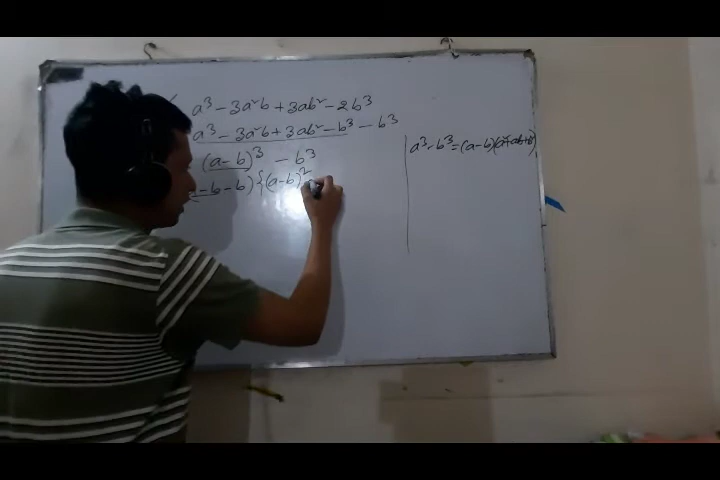 a³ - 3a²b + 3ab² - 2b³
a³ - 3a²b + 3ab² - b³ - b³
(a-b)³ - b³
- b - b) {(a-b)²
a³ - b³ = (a-b)(a²+ab+b²)